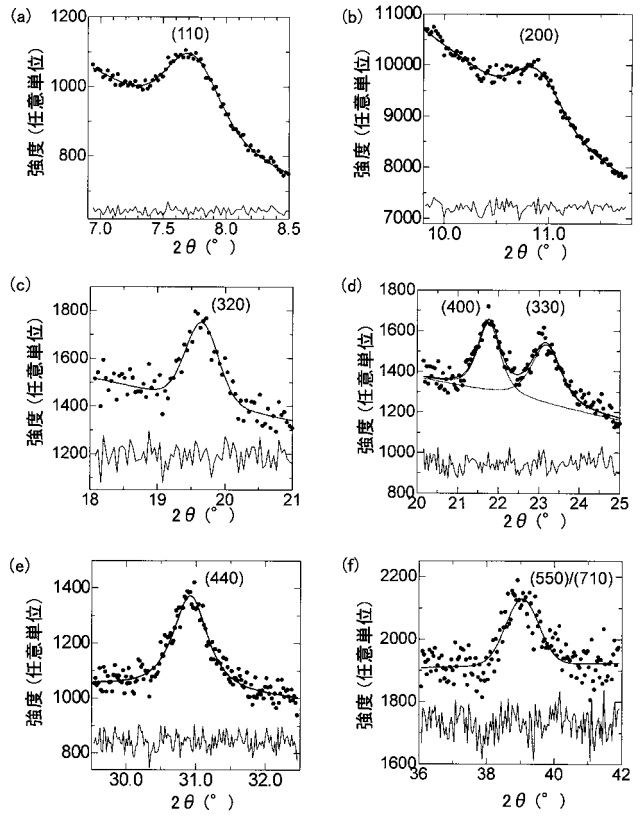 (a)
(110)
1200
1000
800
強度(任意単位)
7.0 7.5 8.0 8.5
2θ(°)
(b)
(200)
11000
10000
9000
8000
7000
強度(任意単位)
10.0 11.0
2θ(°)
(c)
(320)
1800
1600
1400
1200
強度(任意単位)
18 19 20 21
2θ(°)
(d)
(400) (330)
1800
1600
1400
1200
1000
800
強度(任意単位)
20 21 22 23 24 25
2θ(°)
(e)
(440)
1400
1200
1000
800
強度(任意単位)
30.0 31.0 32.0
2θ(°)
(f)
(550)/(710)
2200
2000
1800
1600
強度(任意単位)
36 38 40 42
2θ(°)